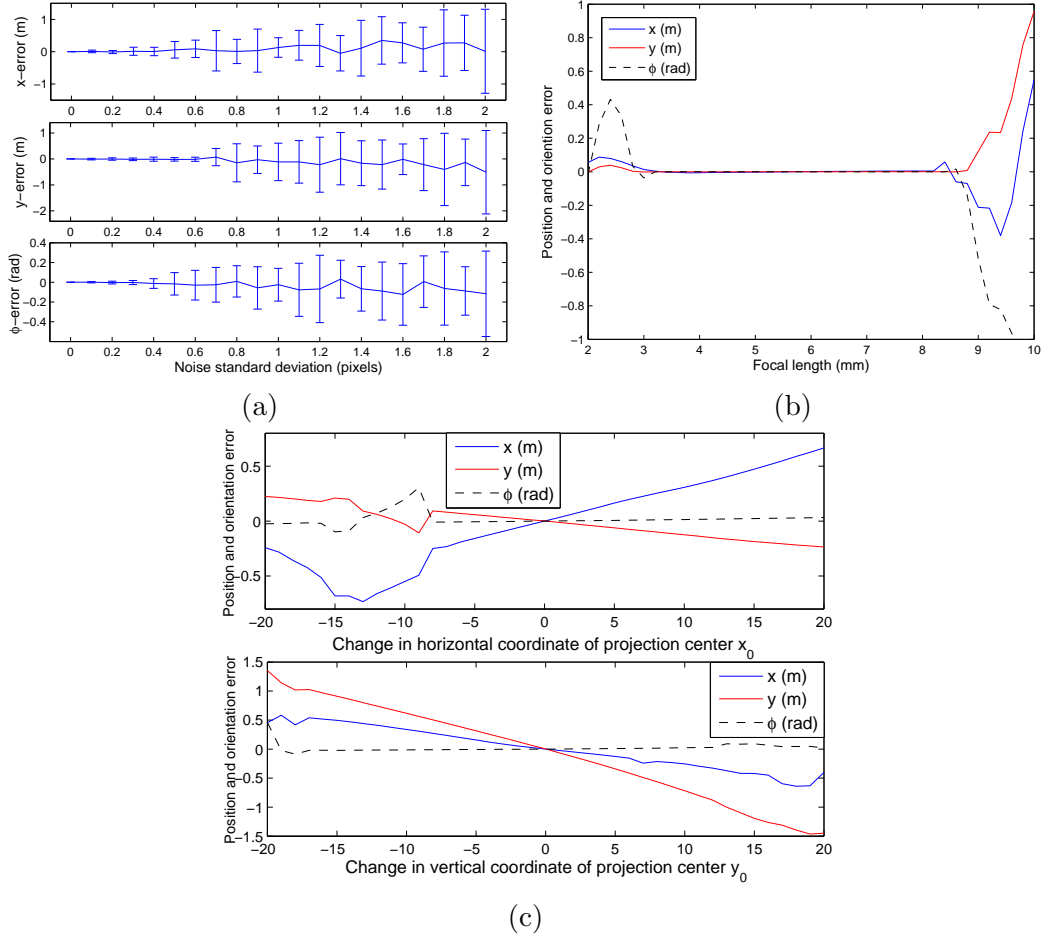 1
0
−1
x−error (m)
0 0.2 0.4 0.6 0.8 1 1.2 1.4 1.6 1.8 2
1
0
−1
−2
y−error (m)
0 0.2 0.4 0.6 0.8 1 1.2 1.4 1.6 1.8 2
0.4
0.2
0
−0.2
−0.4
ϕ−error (rad)
0 0.2 0.4 0.6 0.8 1 1.2 1.4 1.6 1.8 2
Noise standard deviation (pixels)
(a)
x (m)
y (m)
ϕ (rad)
1
0.8
0.6
0.4
0.2
0
−0.2
−0.4
−0.6
−0.8
−1
Position and oriention error
2 3 4 5 6 7 8 9 10
Focal length (mm)
(b)
x (m)
y (m)
ϕ (rad)
0.5
0
−0.5
Position and orientation error
−20 −15 −10 −5 0 5 10 15 20
Change in horizontal coordinate of projection center x₀
x (m)
y (m)
ϕ (rad)
1.5
1
0.5
0
−0.5
−1
−1.5
Position and orientation error
−20 −15 −10 −5 0 5 10 15 20
Change in vertical coordinate of projection center y₀
(c)